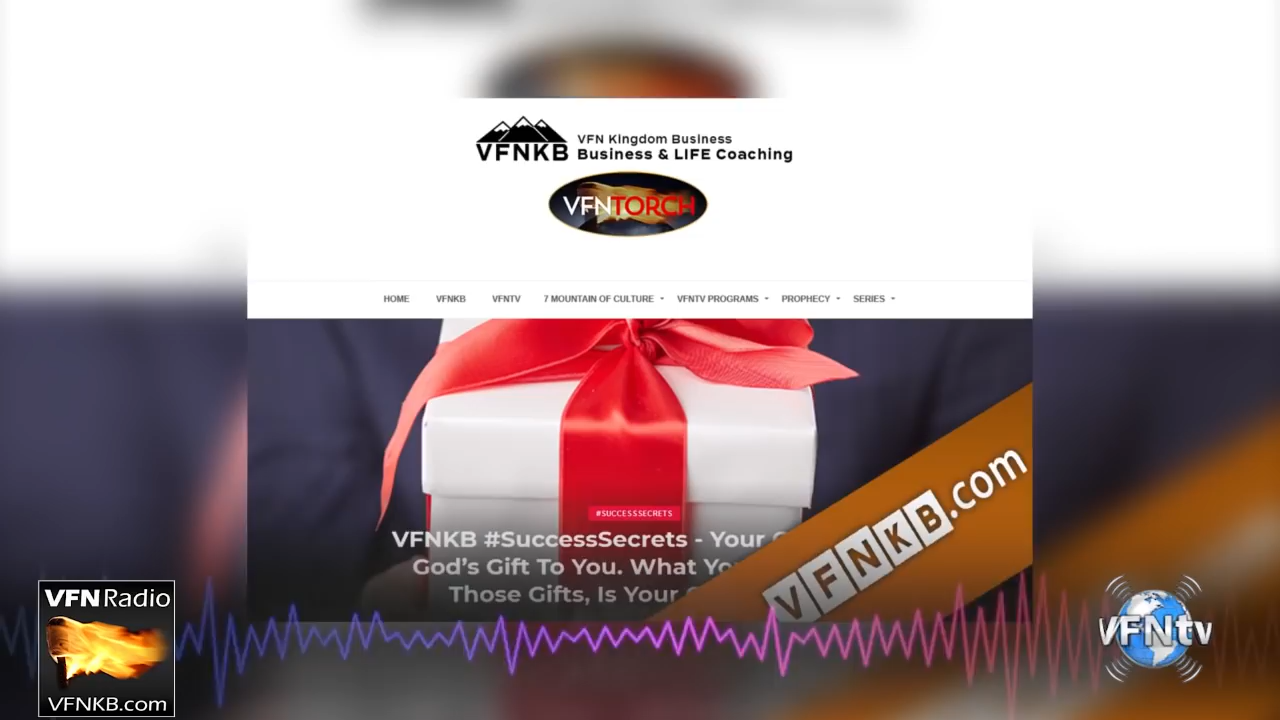 VFNKB
VFN Kingdom Business
Business & LIFE Coaching
VFNTORCH
HOME VFNKB VFNTV 7 MOUNTAIN OF CULTURE VFNTV PROGRAMS PROPHECY SERIES
#SUCCESSSECRETS
VFNKB #SuccessSecrets - Your
God's Gift To You. What
Those Gifts, Is Your
VFNKB.com
VFNRadio
VFNKB.com
VFNtv